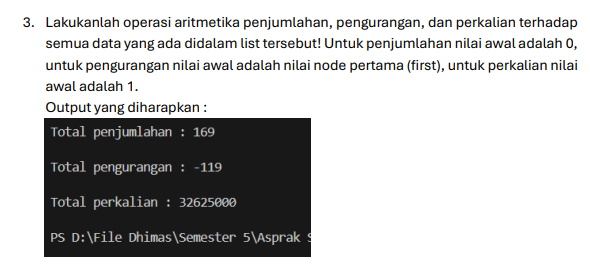 3. Lakukanlah operasi aritmetika penjumlahan, pengurangan, dan perkalian terhadap
semua data yang ada didalam list tersebut! Untuk penjumlahan nilai awal adalah 0,
untuk pengurangan nilai awal adalah nilai node pertama (first), untuk perkalian nilai
awal adalah 1.
Output yang diharapkan :
Total penjumlahan : 169
Total pengurangan : -119
Total perkalian : 32625000
PS D:\File Dhimas\Semester 5\Asprak